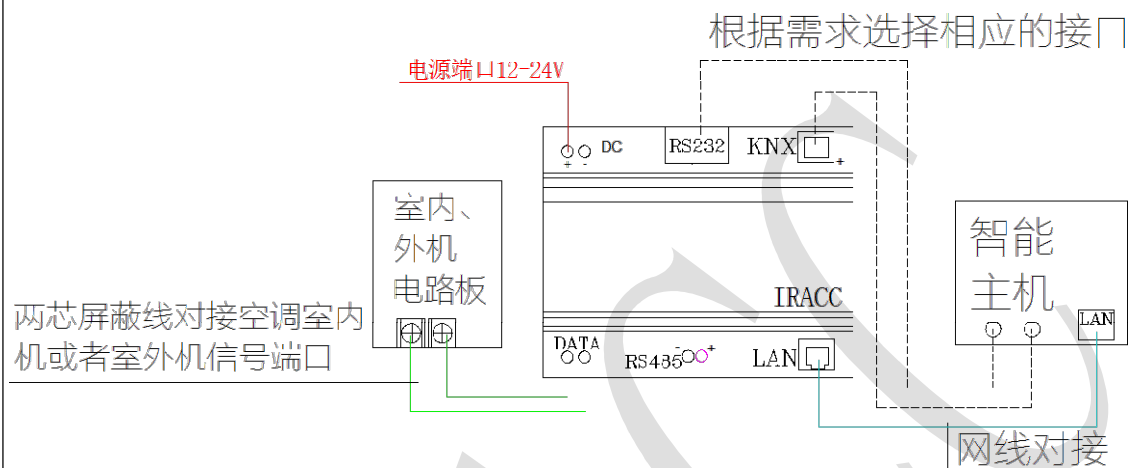 根据需求选择相应的接口
电源端口12-24V
DC
RS232
KNX
+ -
+
室内、
外机
电路板
智能
主机
LAN
IRACC
两芯屏蔽线对接空调室内
机或者室外机信号端口
DATA
RS485
- +
LAN
网线对接